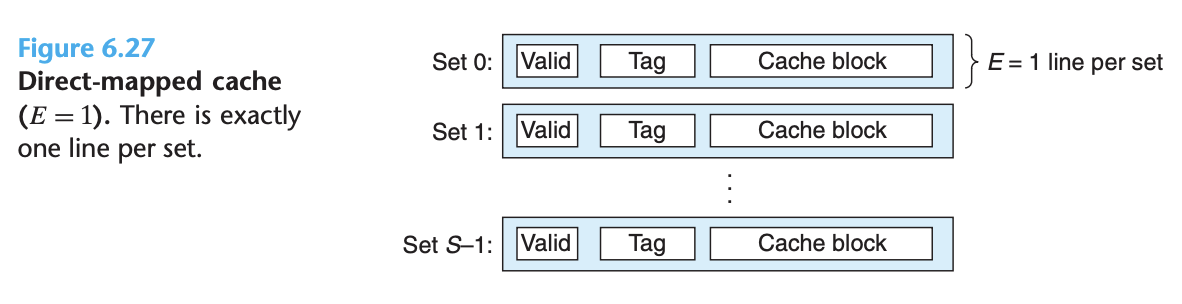 Figure 6.27
Direct-mapped cache
(E = 1). There is exactly
one line per set.
Set 0: Valid Tag Cache block E = 1 line per set
Set 1: Valid Tag Cache block
⋮
Set S–1: Valid Tag Cache block